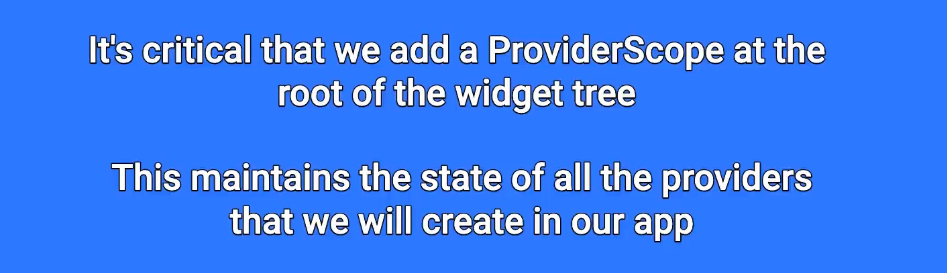 It's critical that we add a ProviderScope at the
root of the widget tree
This maintains the state of all the providers
that we will create in our app